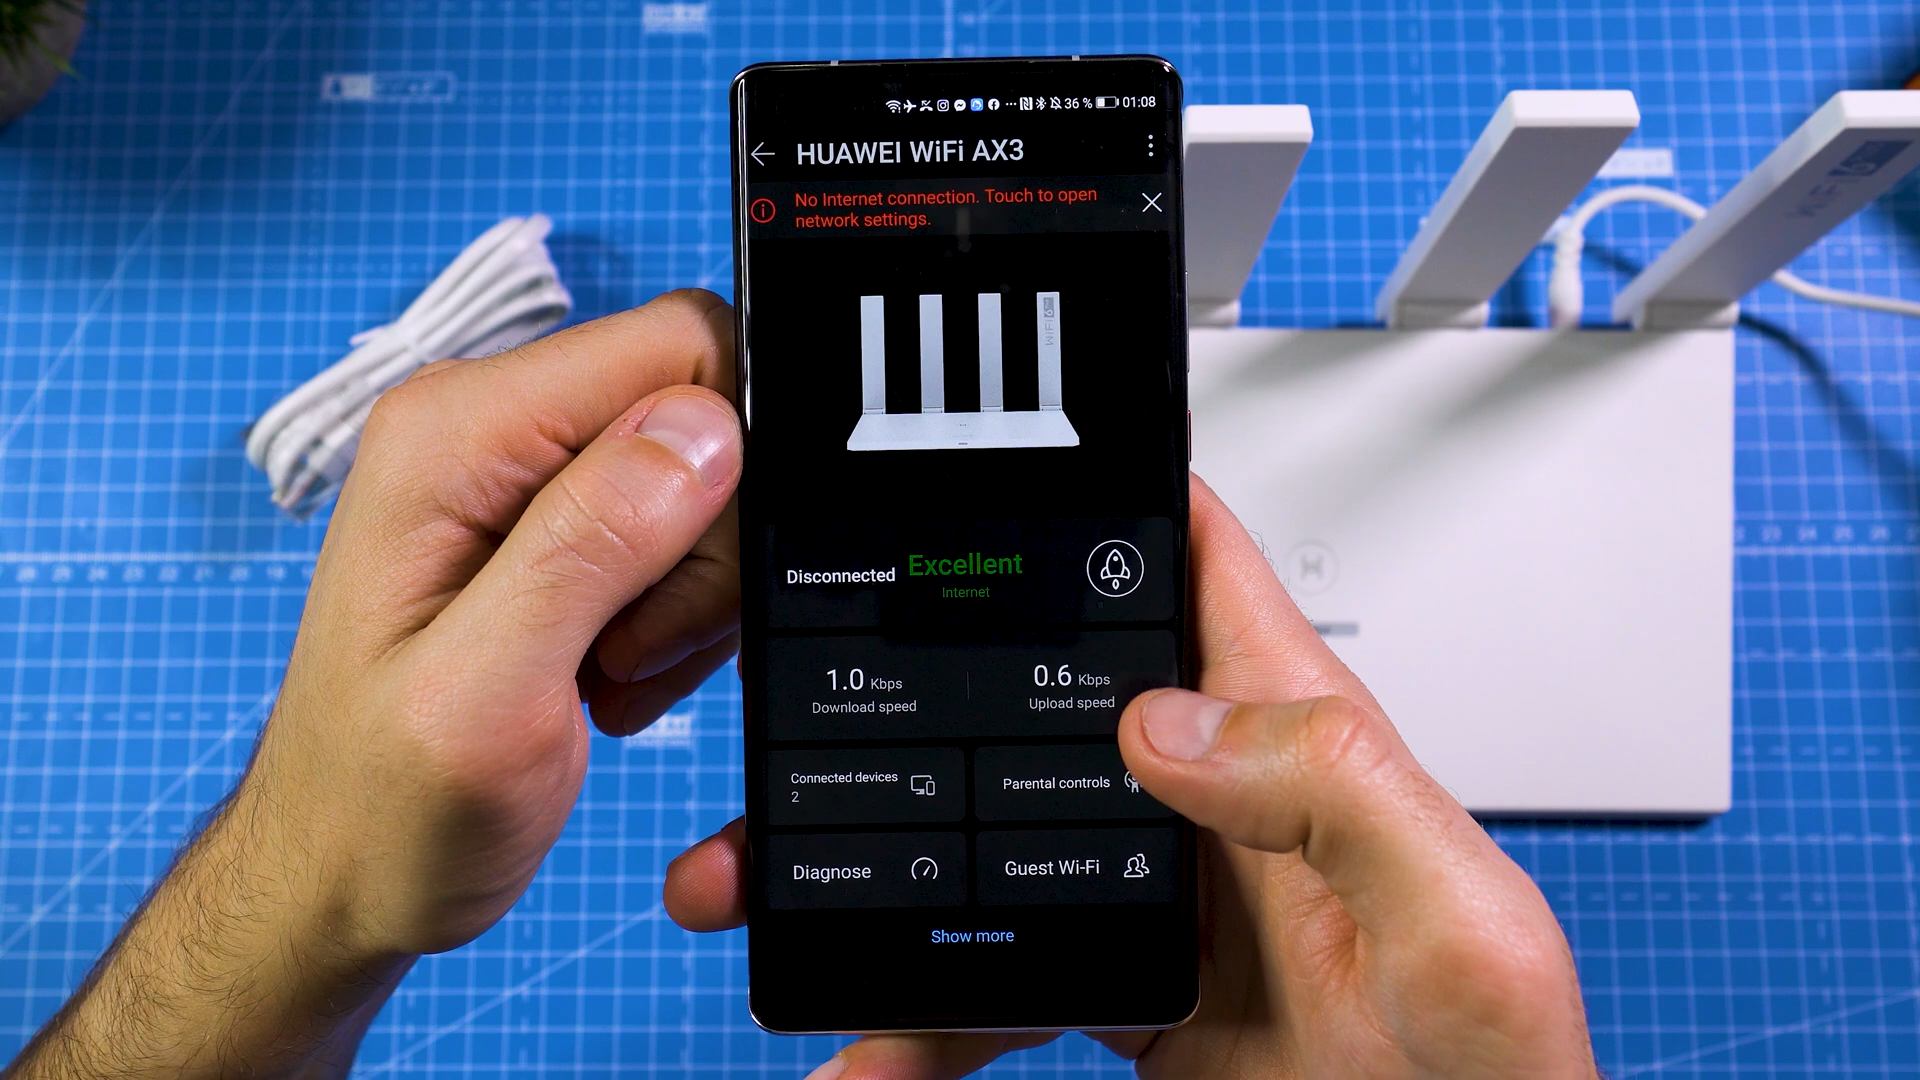 36 % 01:08
HUAWEI WiFi AX3
No Internet connection. Touch to open
network settings.
WiFi 6+
Disconnected
Excellent
Internet
1.0 Kbps
Download speed
0.6 Kbps
Upload speed
Connected devices
2
Parental controls
Diagnose
Guest Wi-Fi
Show more